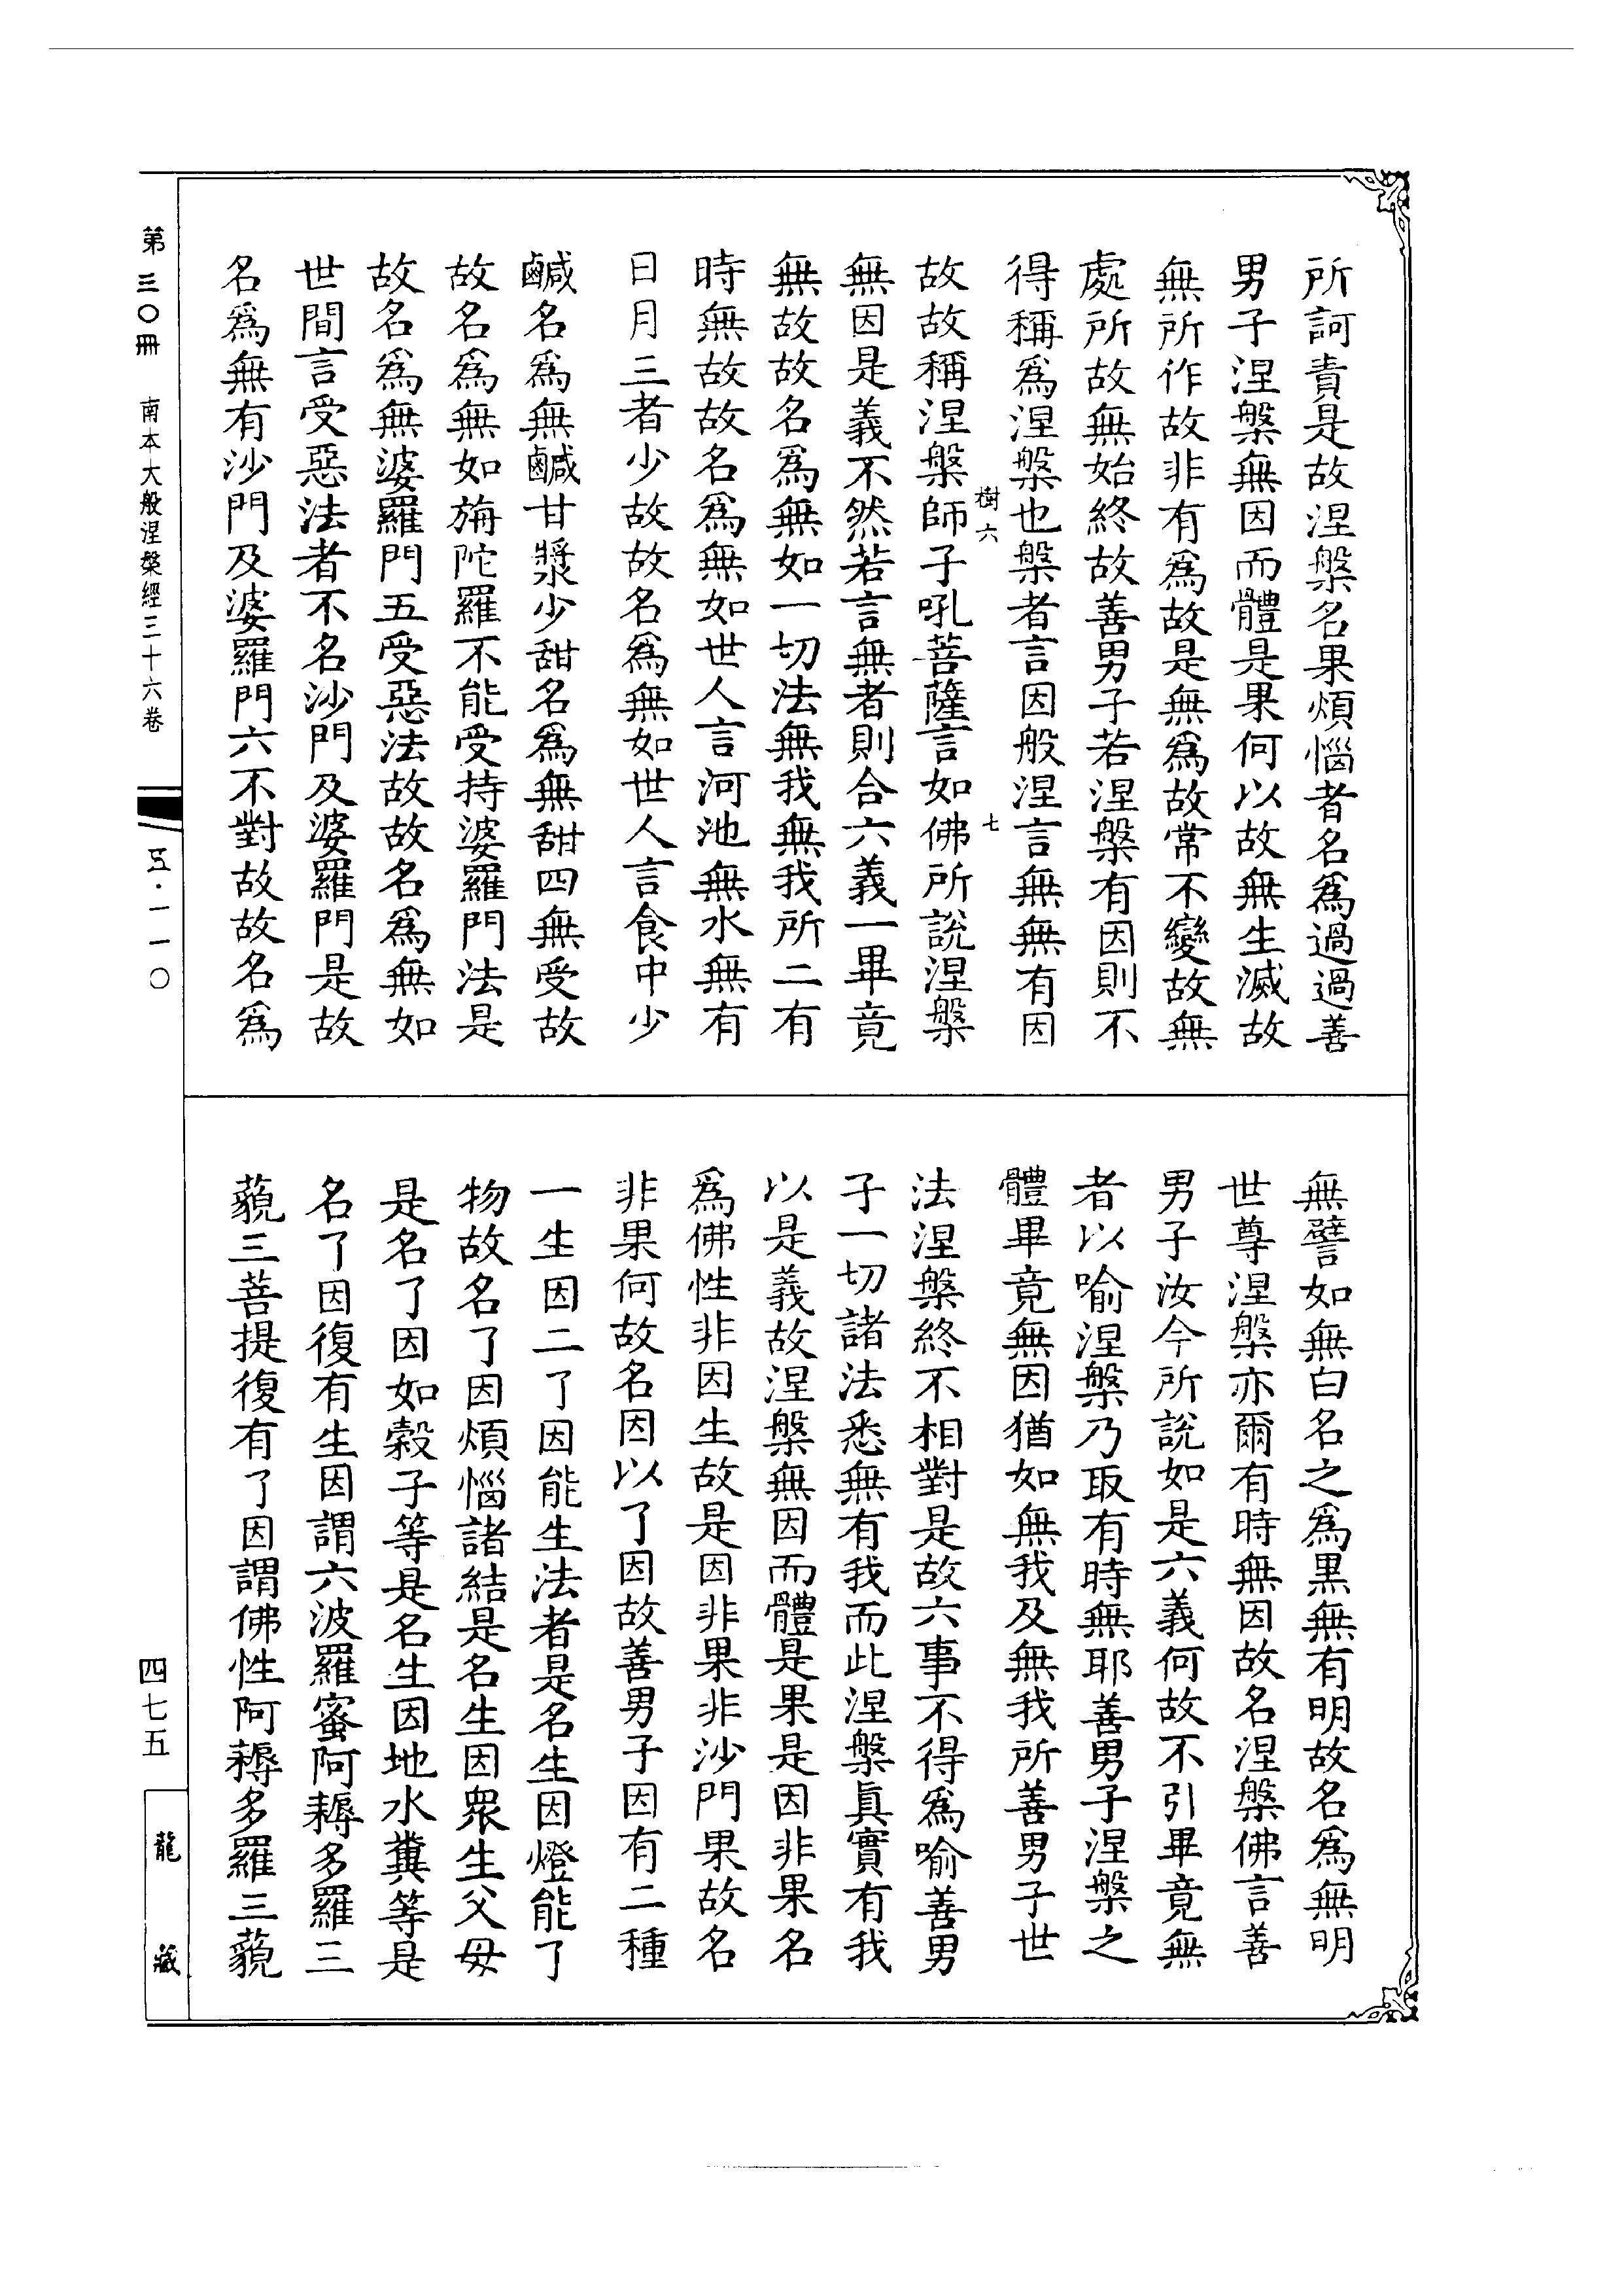 所訶責是故涅槃名果煩惱者名為過過善
男子涅槃無因而體是果何以故無生滅故
無所作故非有為故是無為故常不變故無
處所故無始終故善男子若涅槃有因則不
得稱為涅槃也槃者言因般涅言無無有因
樹六
七
故故稱涅槃師子吼菩薩言如佛所說涅槃
無因是義不然若言無者則合六義一畢竟
無故故名為無如一切法無我無我所二有
時無故故名為無如世人言河池無水無有
日月三者少故故名為無如世人言食中少
鹹名為無鹹甘漿少甜名為無甜四無受故
故名為無如旃陀羅不能受持婆羅門法是
故名為無婆羅門五受惡法故故名為無如
世間言受惡法者不名沙門及婆羅門是故
名為無有沙門及婆羅門六不對故故名為
無譬如無白名之為黑無有明故名為無明
世尊涅槃亦爾有時無因故名涅槃佛言善
男子汝今所說如是六義何故不引畢竟無
者以喻涅槃乃取有時無耶善男子涅槃之
體畢竟無因猶如無我及無我所善男子世
法涅槃終不相對是故六事不得為喻善男
子一切諸法悉無有我而此涅槃真實有我
以是義故涅槃無因而體是果是因非果名
為佛性非因生故是因非果非沙門果故名
非果何故名因以了因故善男子因有二種
一生因二了因能生法者是名生因燈能了
物故名了因煩惱諸結是名生因眾生父母
是名了因如穀子等是名生因地水糞等是
名了因復有生因謂六波羅蜜阿耨多羅三
藐三菩提復有了因謂佛性阿耨多羅三藐
第三〇冊　南本大般涅槃經三十六卷
五·一一〇
四七五
龍藏